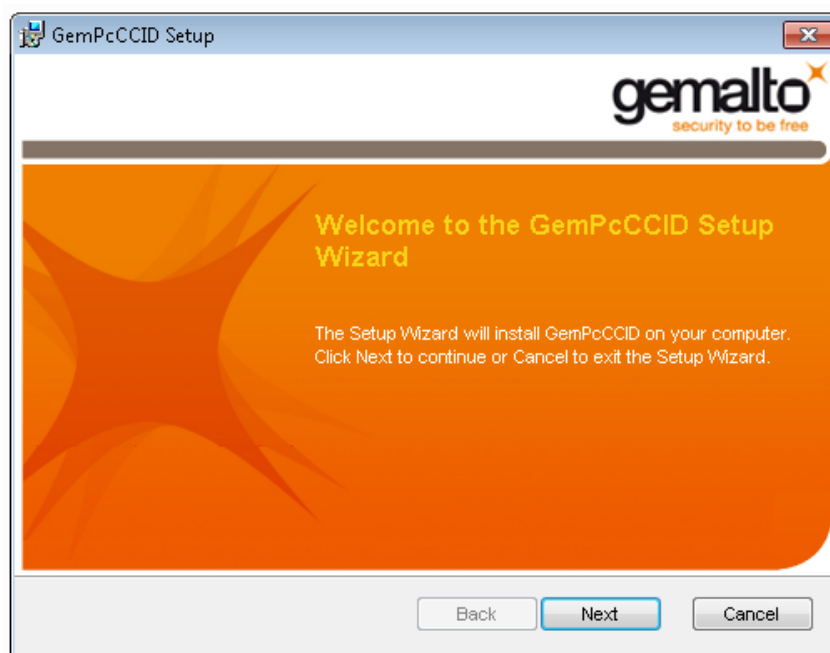 GemPcCCID Setup
gemalto
security to be free
Welcome to the GemPcCCID Setup
Wizard
The Setup Wizard will install GemPcCCID on your computer.
Click Next to continue or Cancel to exit the Setup Wizard.
Back Next Cancel